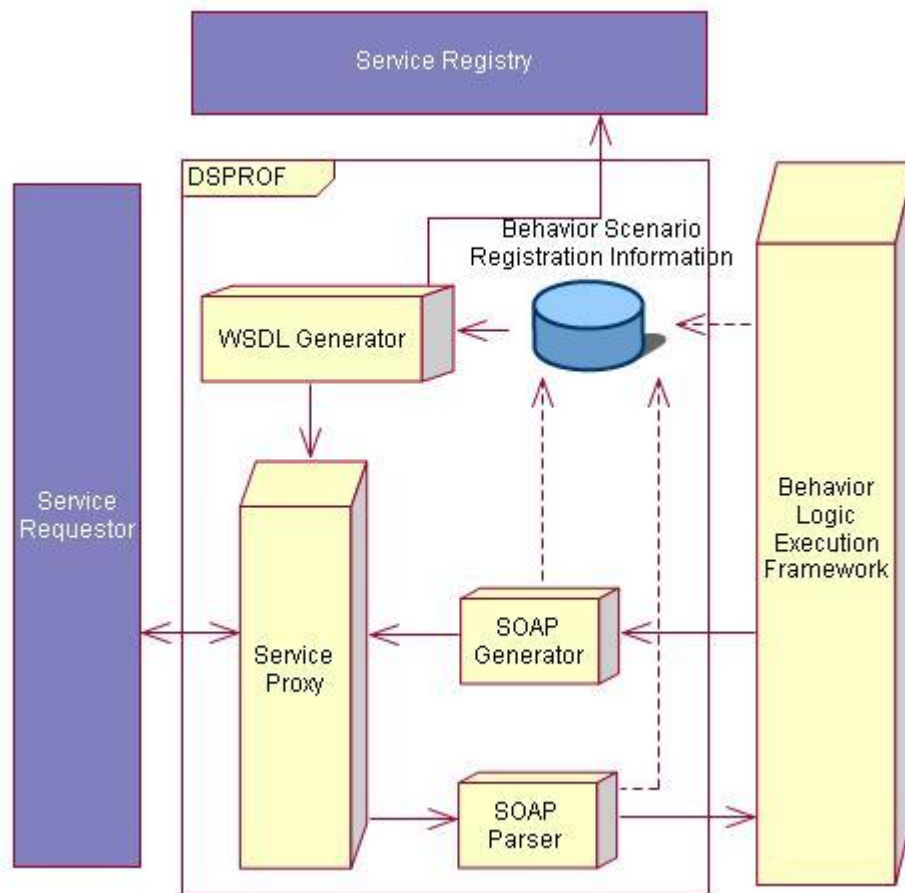 Service Registry
DSPROF
Behavior Scenario
Registration Information
WSDL Generator
Service
Requestor
Behavior
Logic
Execution
Framework
SOAP
Generator
Service
Proxy
SOAP
Parser